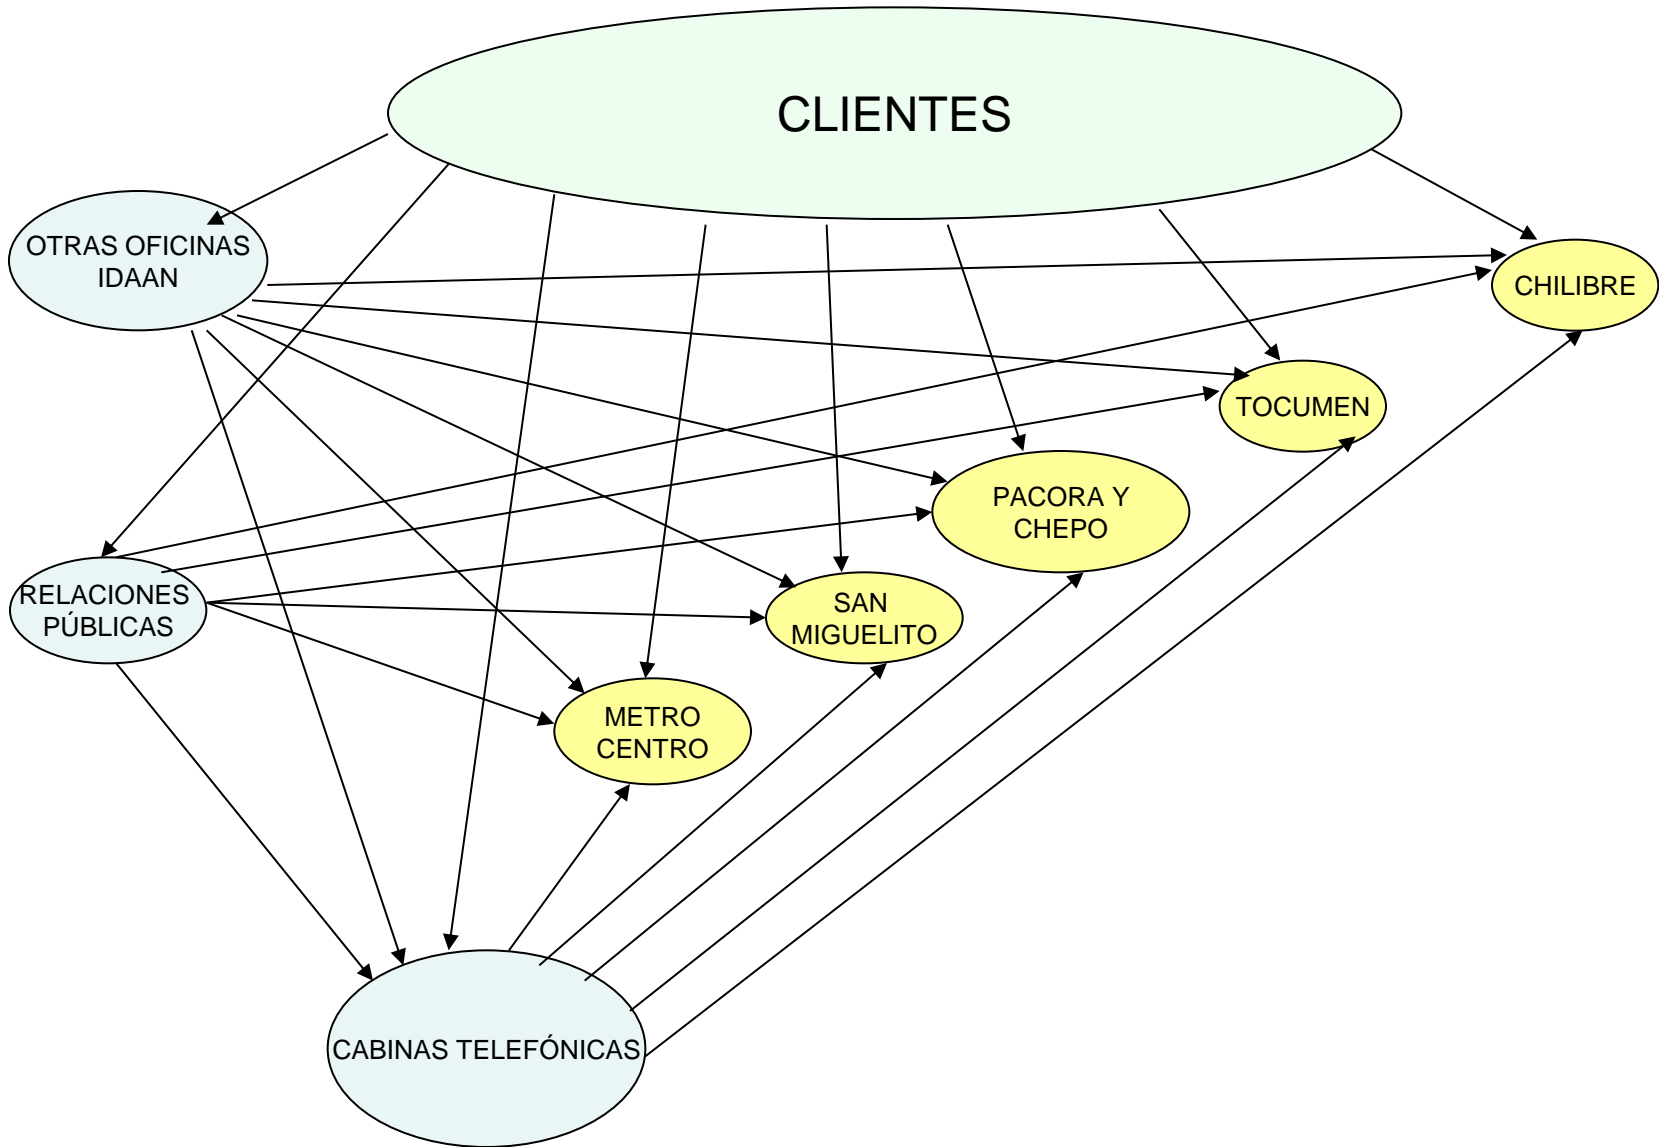 CLIENTES
OTRAS OFICINAS
IDAAN
CHILIBRE
TOCUMEN
PACORA Y
CHEPO
RELACIONES
PÚBLICAS
SAN
MIGUELITO
METRO
CENTRO
CABINAS TELEFÓNICAS